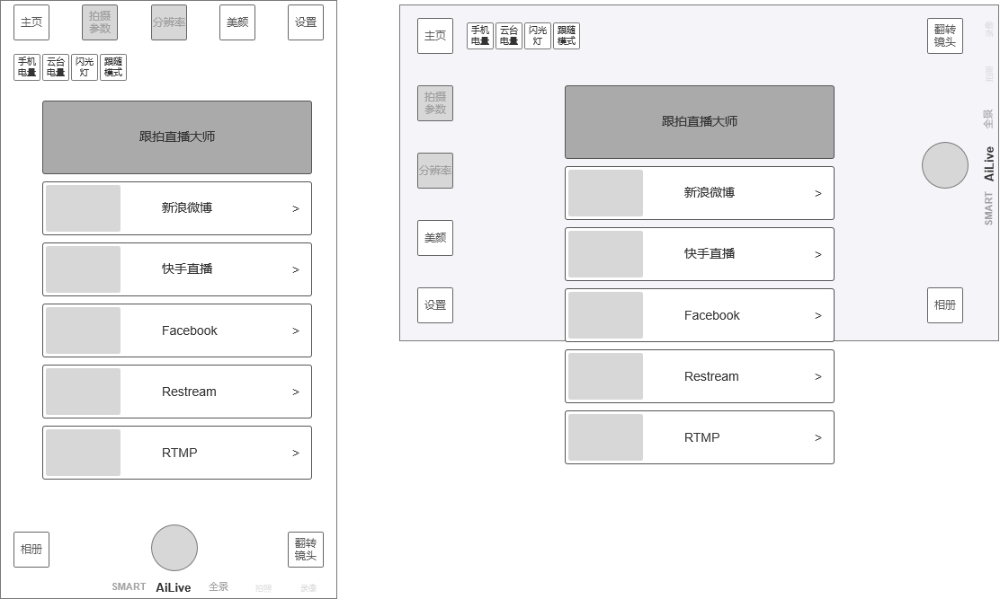 主页
拍摄
参数
分辨率
美颜
设置
手机
电量
云台
电量
闪光
灯
跟随
模式
跟拍直播大师
新浪微博 >
快手直播 >
Facebook >
Restream >
RTMP >
相册
翻转
镜头
SMART AiLive 全景 拍照 录像
主页
手机
电量
云台
电量
闪光
灯
跟随
模式
翻转
镜头
拍摄
参数
分辨率
美颜
设置
跟拍直播大师
新浪微博 >
快手直播 >
Facebook >
Restream >
RTMP >
相册
SMART AiLive 全景 拍照 录像